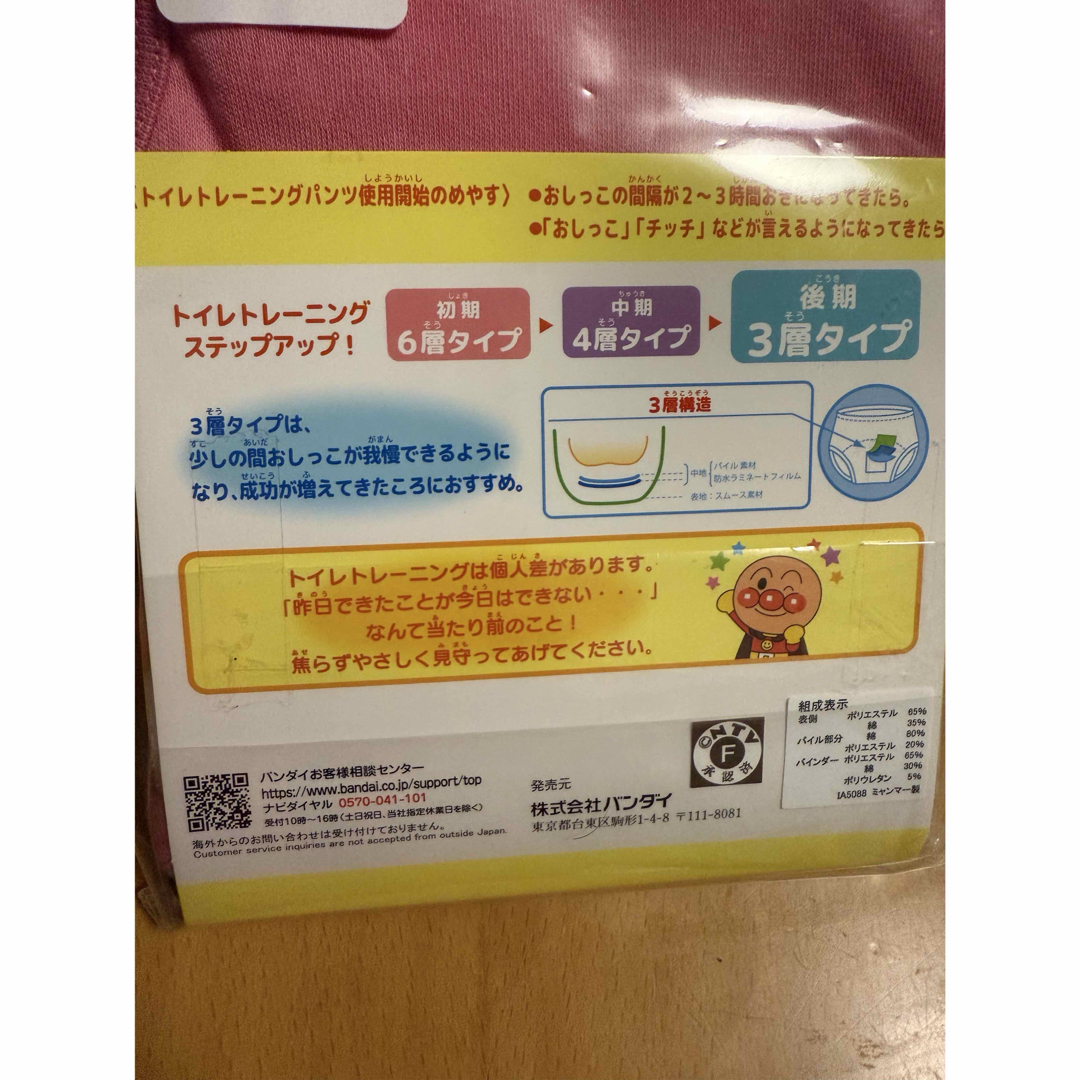 〈トイレトレーニングパンツ使用開始のめやす〉 ●おしっこの間隔が2～3時間おきになってきたら。
●「おしっこ」「チッチ」などが言えるようになってきたら
トイレトレーニング
ステップアップ！
初期
6層タイプ
中期
4層タイプ
後期
3層タイプ
3層タイプは、
少しの間おしっこが我慢できるように
なり、成功が増えてきたころにおすすめ。
3層構造
中地
パイル素材
防水ラミネートフィルム
表地：スムース素材
トイレトレーニングは個人差があります。
「昨日できたことが今日はできない・・・」
なんて当たり前のこと！
焦らずやさしく見守ってあげてください。
バンダイお客様相談センター
https://www.bandai.co.jp/support/top
ナビダイヤル 0570-041-101
受付10時～16時(土日祝日、当社指定休業日を除く)
海外からのお問い合わせは受け付けておりません。
Customer service inquiries are not accepted from outside Japan.
発売元
株式会社バンダイ
東京都台東区駒形1-4-8 〒111-8081
©NTV
F
承認
組成表示
表側 ポリエステル 65%
綿 35%
パイル部分 綿 80%
ポリエステル 20%
バインダー ポリエステル 65%
綿 30%
ポリウレタン 5%
IA5088 ミャンマー製